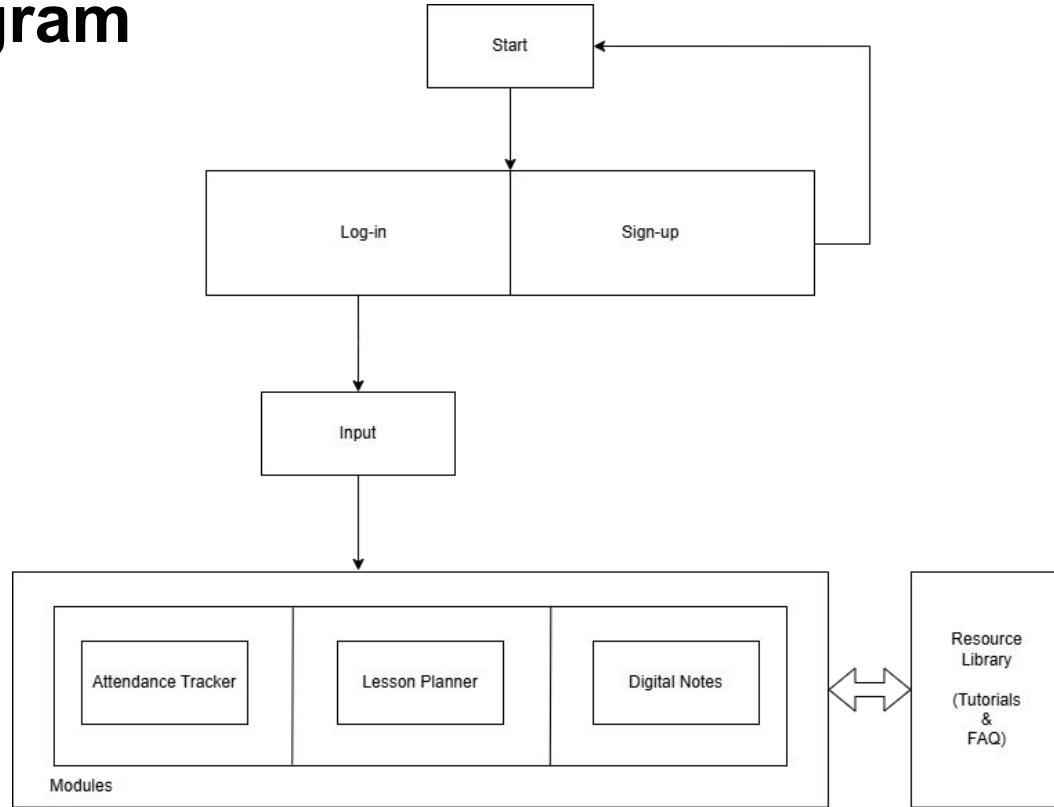 gram
Start
Log-in
Sign-up
Input
Attendance Tracker
Lesson Planner
Digital Notes
Modules
Resource
Library
(Tutorials
&
FAQ)